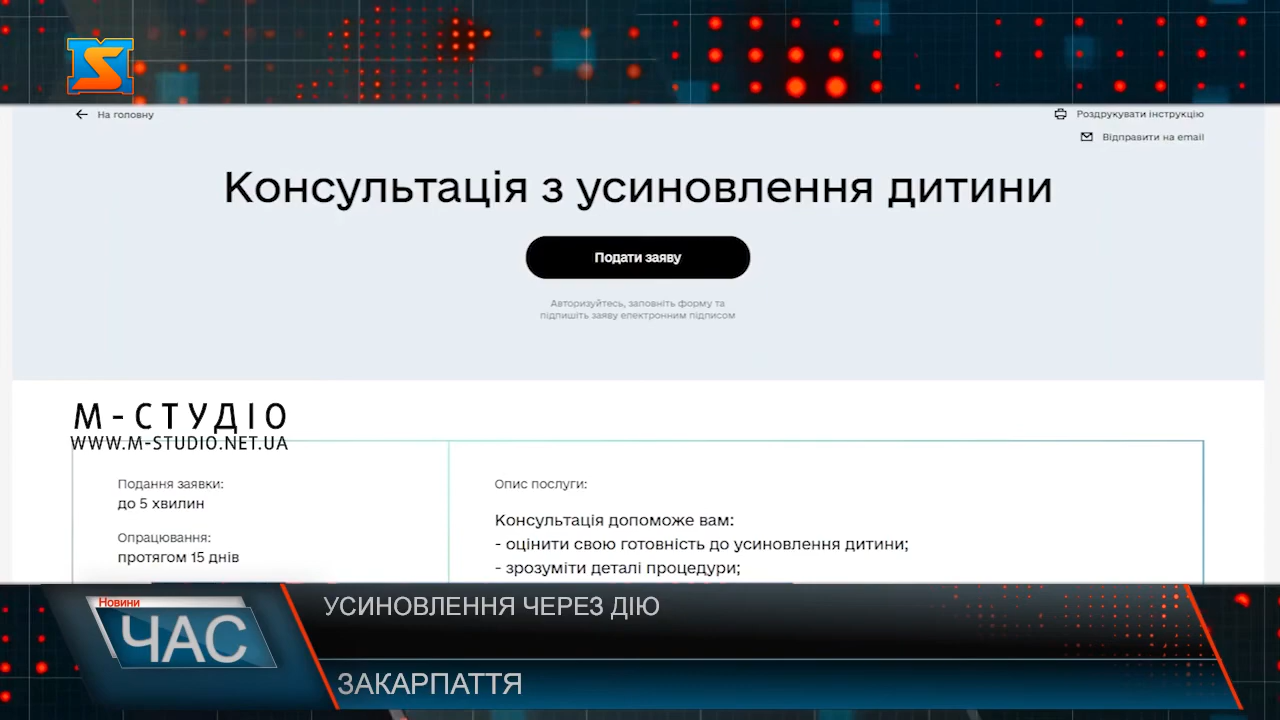 На головну
Роздрукувати інструкцію
Відправити на email
Консультація з усиновлення дитини
Подати заяву
Авторизуйтесь, заповніть форму та
підпишіть заяву електронним підписом
М-СТУДІО
WWW.M-STUDIO.NET.UA
Подання заявки:
до 5 хвилин
Опрацювання:
протягом 15 днів
Опис послуги:
Консультація допоможе вам:
- оцінити свою готовність до усиновлення дитини;
- зрозуміти деталі процедури;
Новини
ЧАС
УСИНОВЛЕННЯ ЧЕРЕЗ ДІЮ
ЗАКАРПАТТЯ